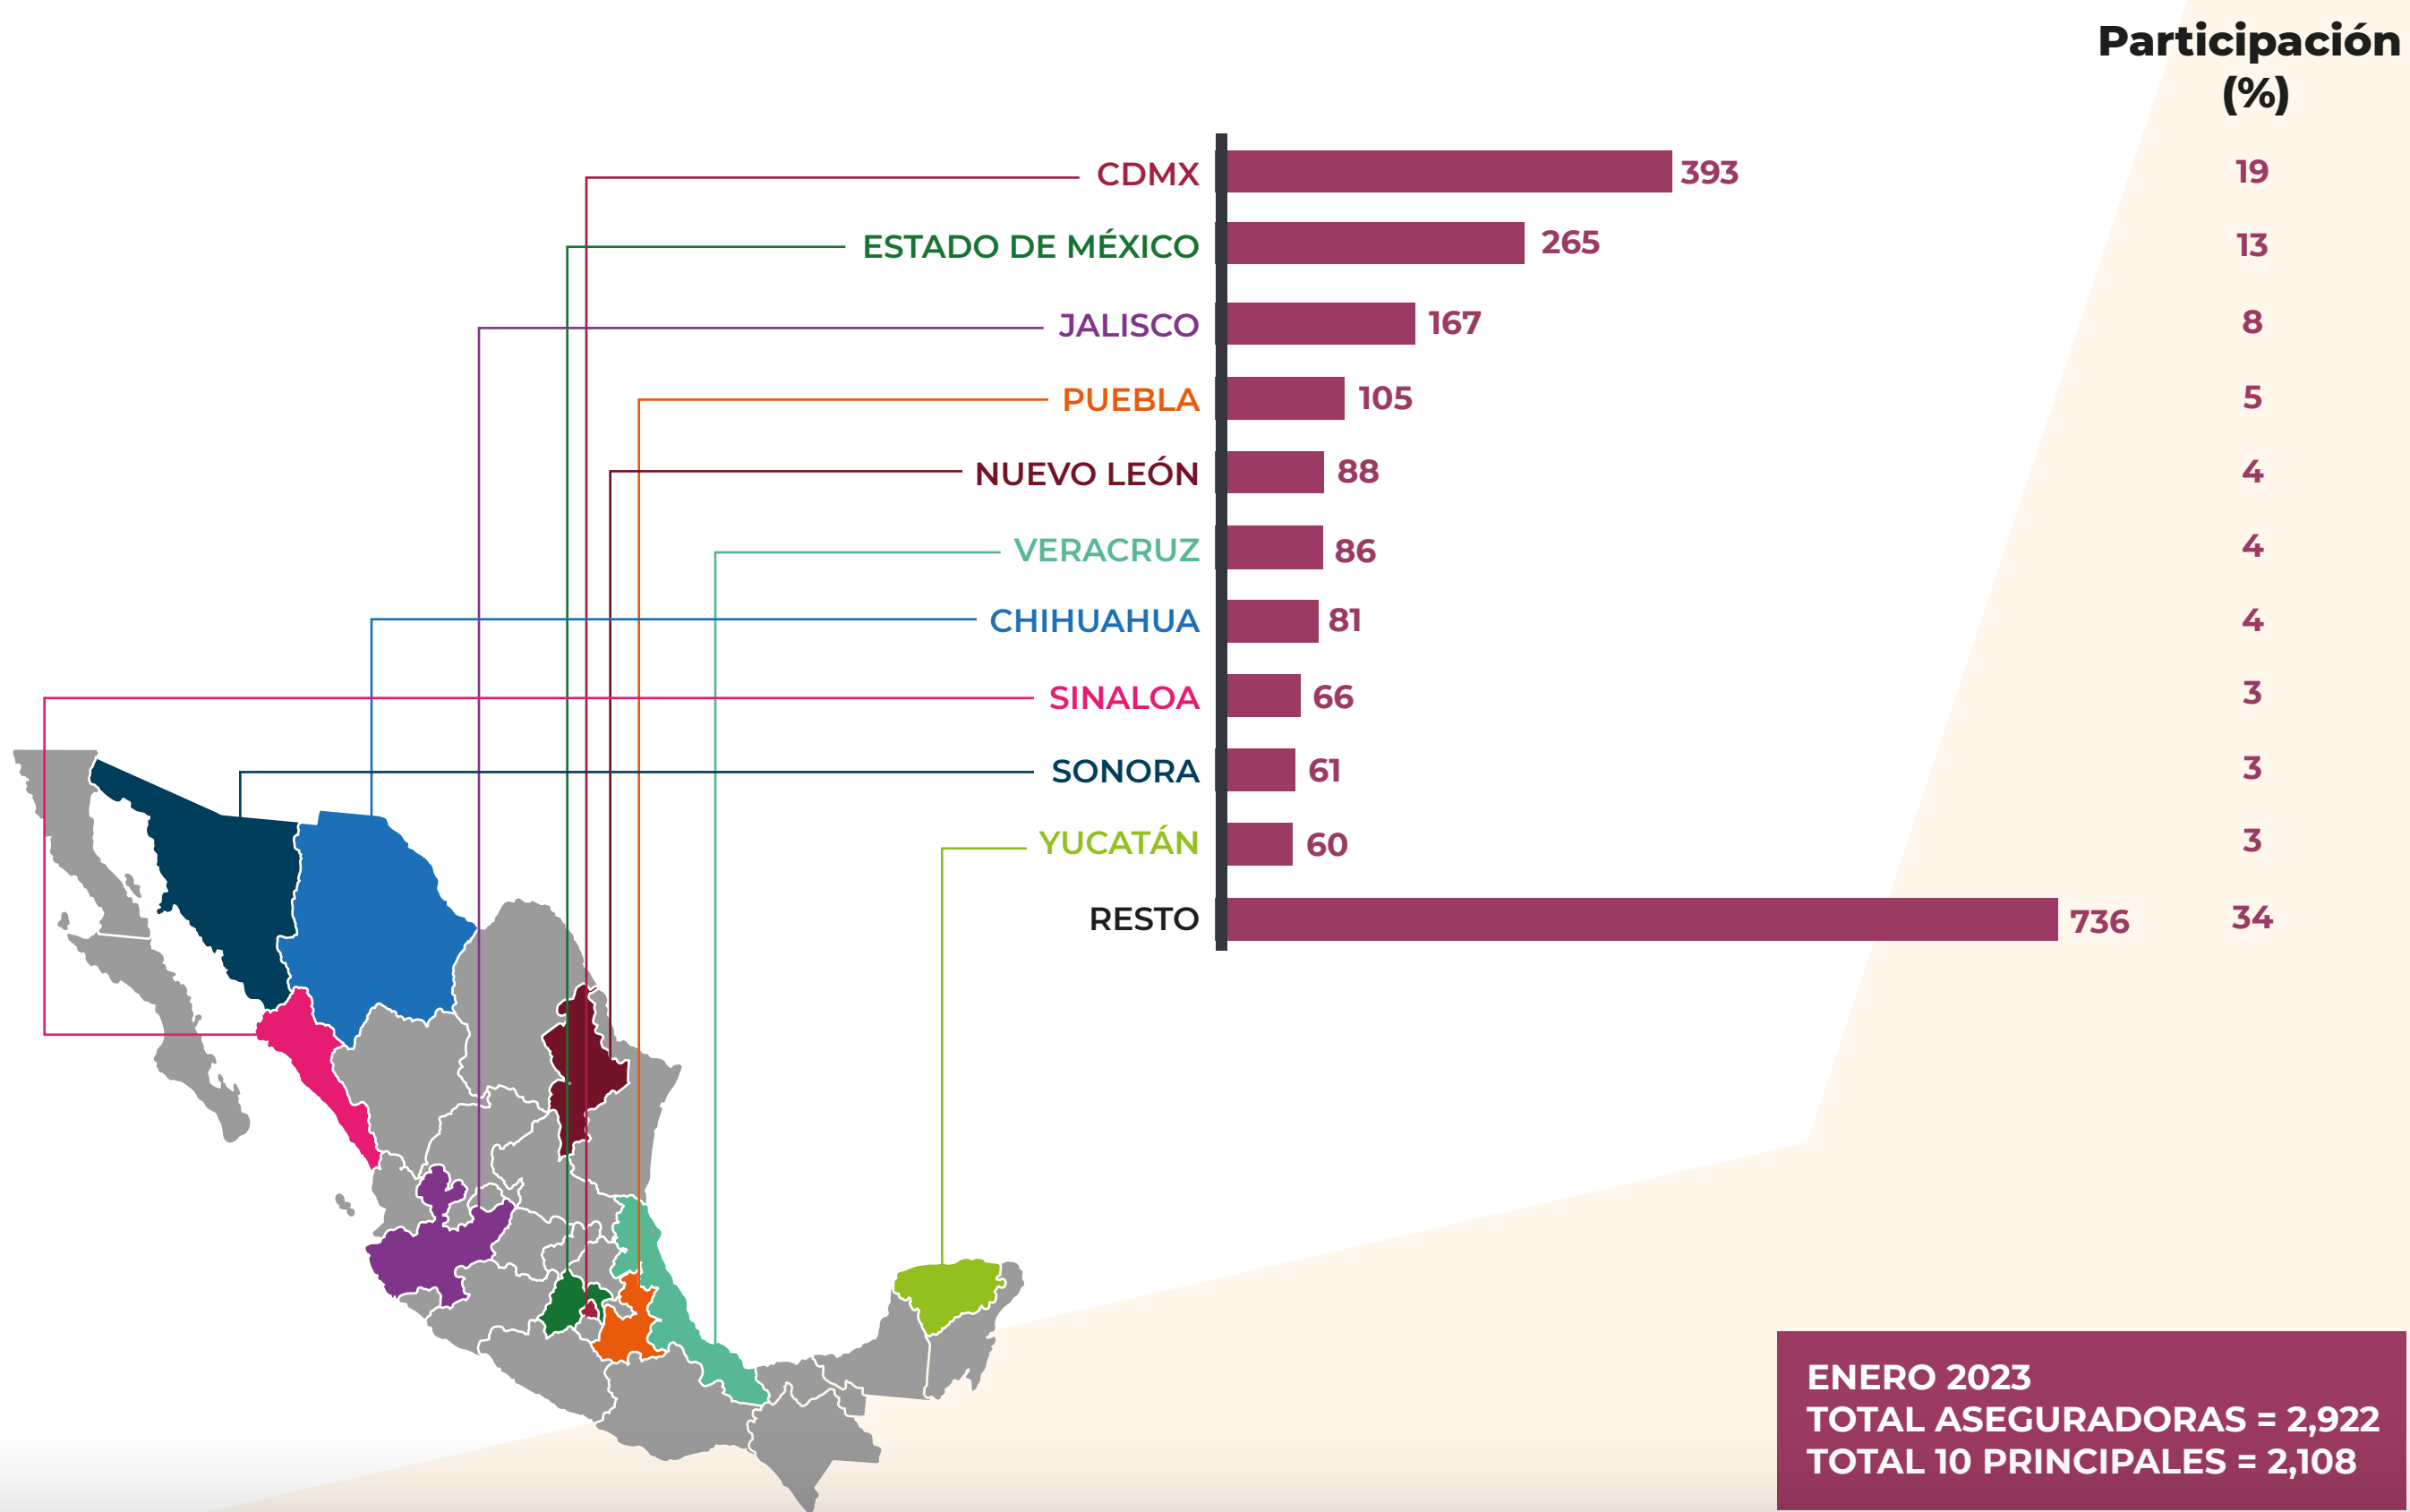 Participación
(%)
CDMX 393 19
ESTADO DE MÉXICO 265 13
JALISCO 167 8
PUEBLA 105 5
NUEVO LEÓN 88 4
VERACRUZ 86 4
CHIHUAHUA 81 4
SINALOA 66 3
SONORA 61 3
YUCATÁN 60 3
RESTO 736 34
ENERO 2023
TOTAL ASEGURADORAS = 2,922
TOTAL 10 PRINCIPALES = 2,108